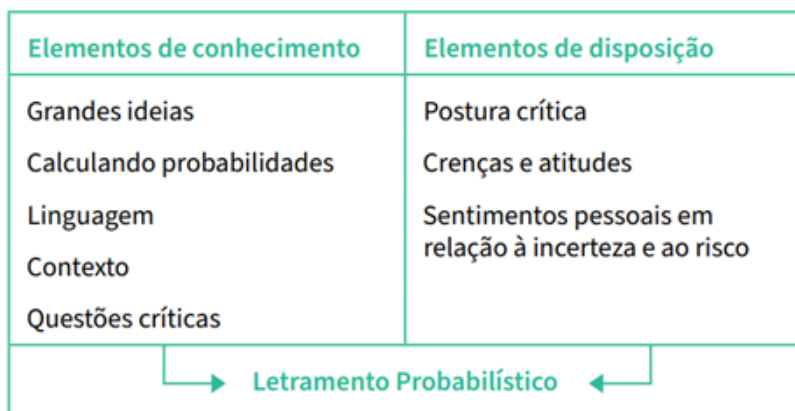 Elementos de conhecimento
Grandes ideias
Calculando probabilidades
Linguagem
Contexto
Questões críticas
Elementos de disposição
Postura crítica
Crenças e atitudes
Sentimentos pessoais em
relação à incerteza e ao risco
Letramento Probabilístico